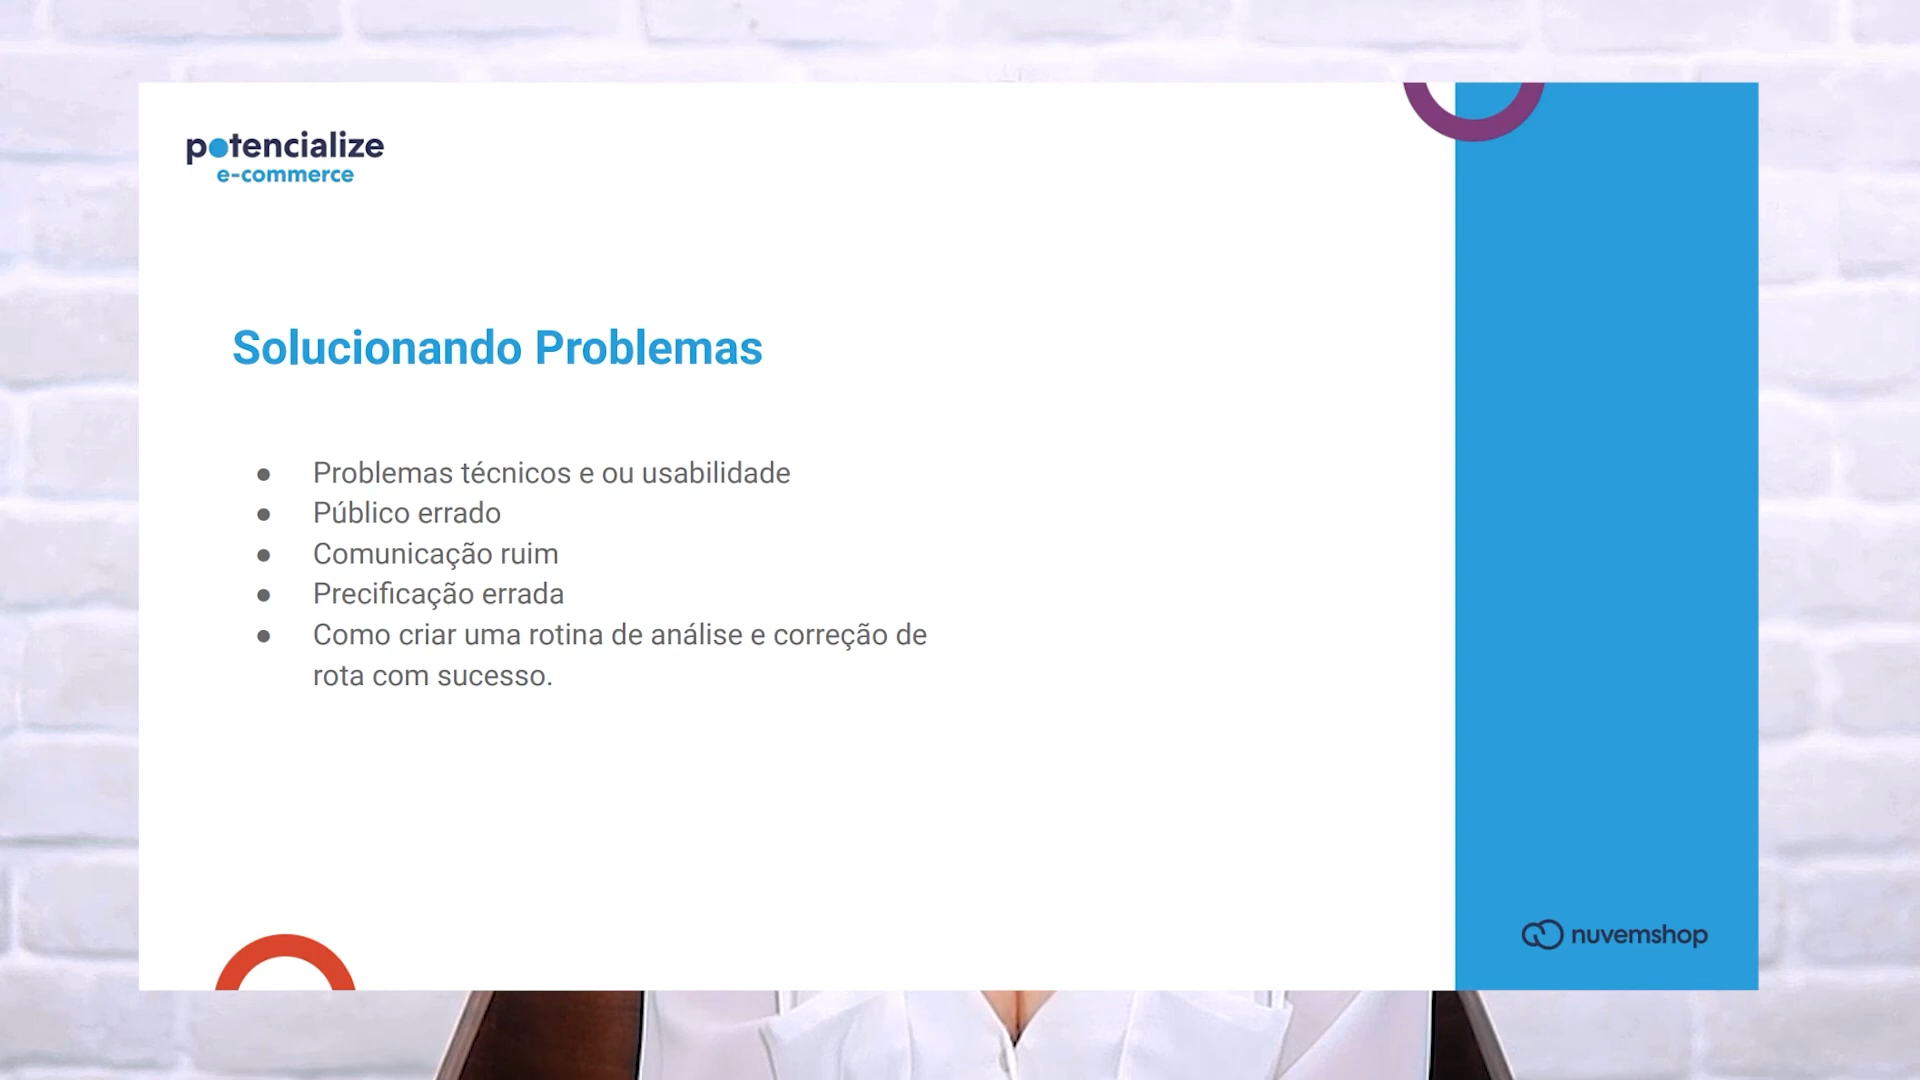 potencialize
e-commerce
Solucionando Problemas
● Problemas técnicos e ou usabilidade
● Público errado
● Comunicação ruim
● Precificação errada
● Como criar uma rotina de análise e correção de
rota com sucesso.
nuvemshop